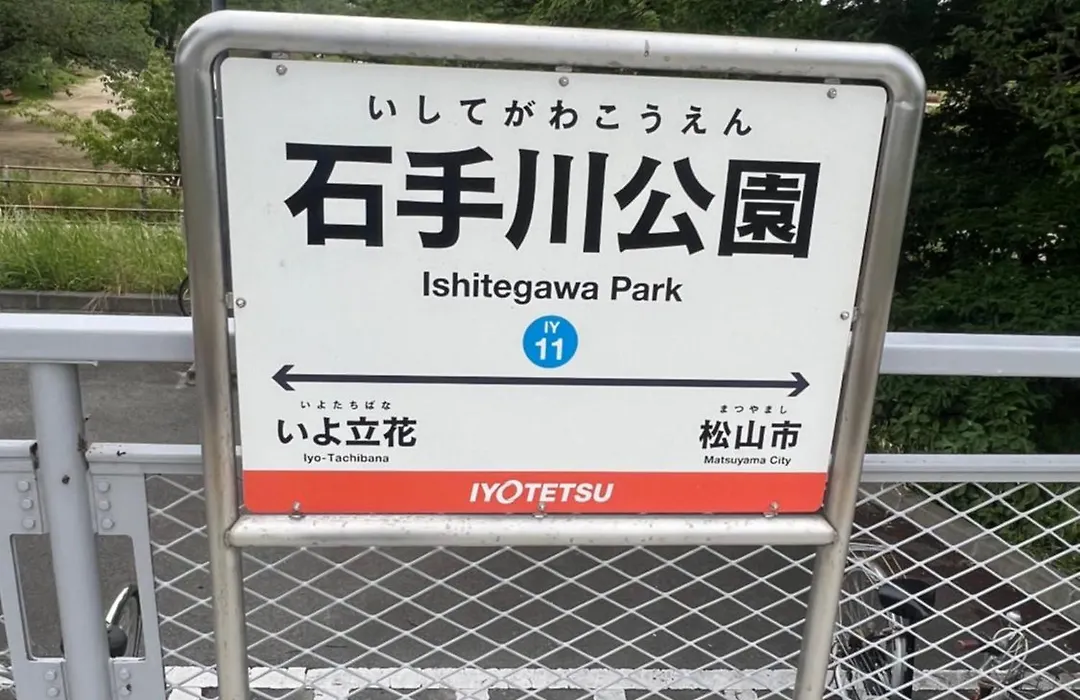 いしてがわこうえん
石手川公園
Ishitegawa Park
IY
11
いよたちばな
いよ立花
Iyo-Tachibana
まつやまし
松山市
Matsuyama City
IYOTETSU